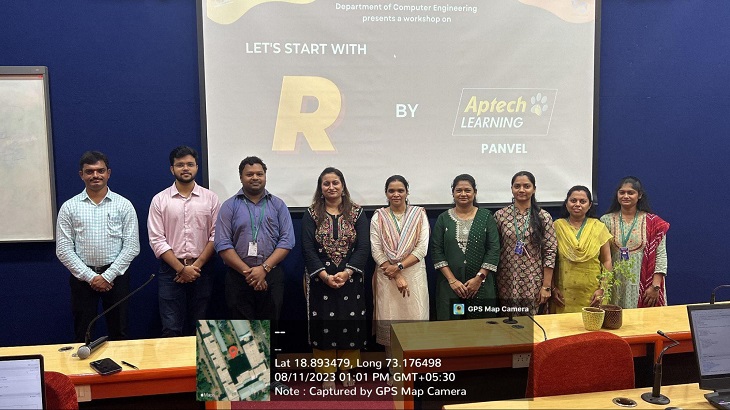 Department of Computer Engineering
presents a workshop on
LET'S START WITH
R
BY
Aptech
LEARNING
PANVEL
GPS Map Camera
Lat 18.893479, Long 73.176498
08/11/2023 01:01 PM GMT+05:30
Note : Captured by GPS Map Camera